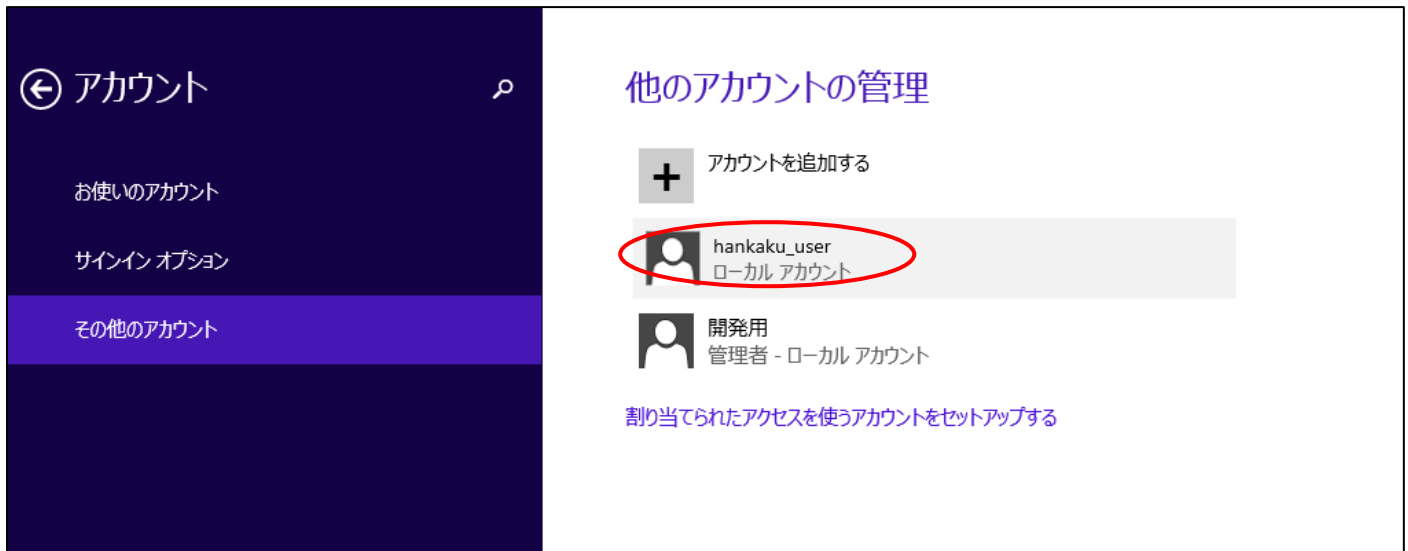 アカウント
お使いのアカウント
サインイン オプション
その他のアカウント
他のアカウントの管理
アカウントを追加する
hankaku_user
ローカル アカウント
開発用
管理者 - ローカル アカウント
割り当てられたアクセスを使うアカウントをセットアップする